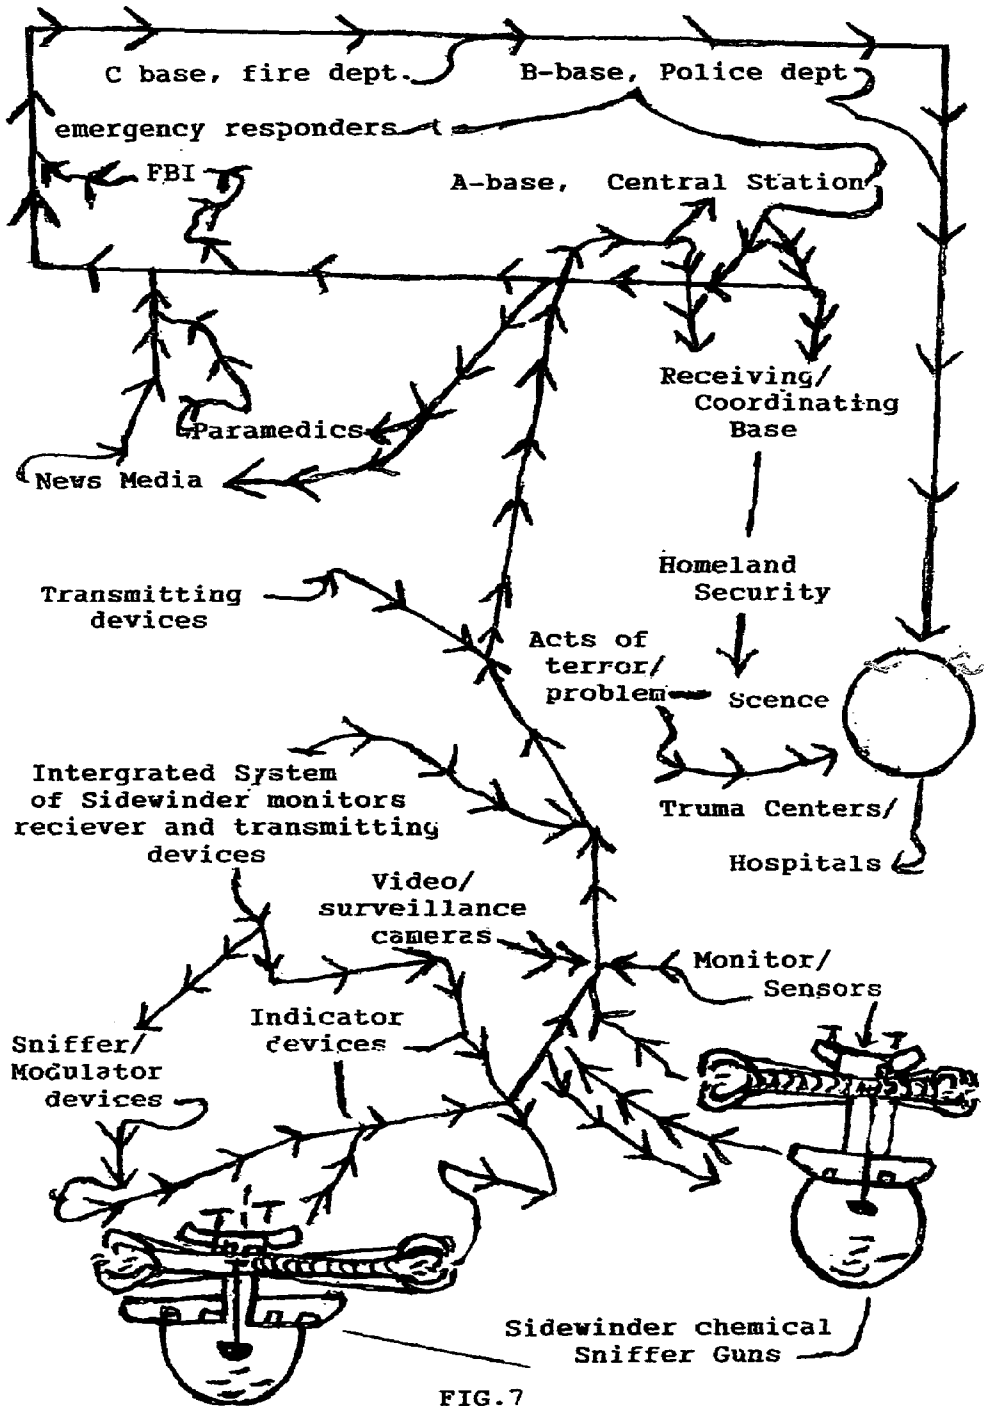 C base, fire dept.
B-base, Police dept
emergency responders
FBI
A-base, Central Station
Receiving/
Coordinating
Base
Paramedics
News Media
Homeland
Security
Transmitting
devices
Acts of
terror/
problem
Scence
Intergrated System
of Sidewinder monitors
reciever and transmitting
devices
Truma Centers/
Hospitals
Video/
surveillance
cameras
Monitor/
Sensors
Indicator
devices
Sniffer/
Modulator
devices
Sidewinder chemical
Sniffer Guns
FIG.7